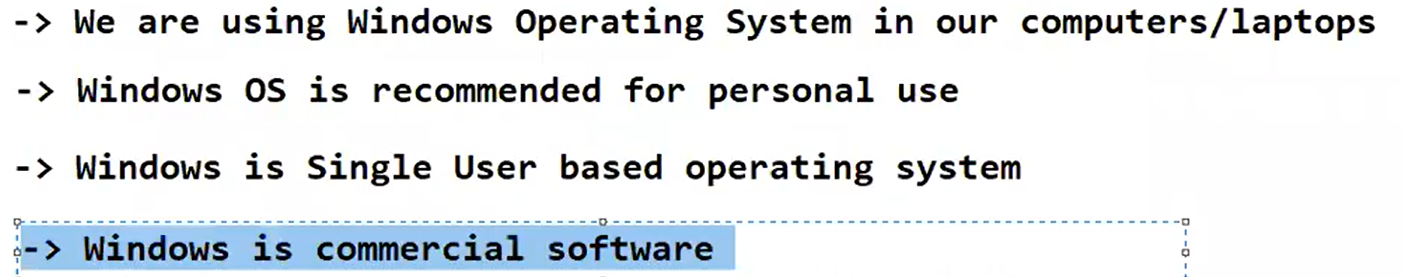 -> We are using Windows Operating System in our computers/laptops
-> Windows OS is recommended for personal use
-> Windows is Single User based operating system
-> Windows is commercial software